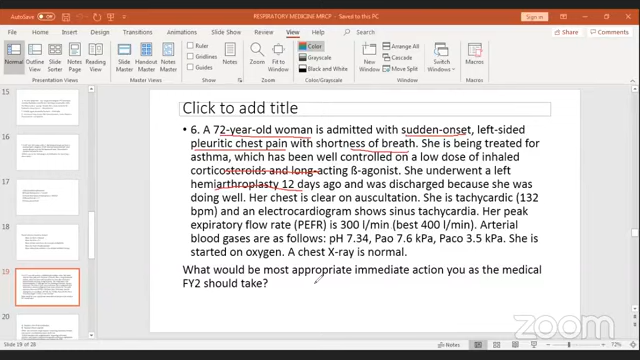 AutoSave Off
RESPIRATORY MEDICINE MRCP - Saved to this PC
Sign in
File Home Insert Draw Design Transitions Animations Slide Show Review View Help Search
Share Comments
Normal Outline View Slide Sorter Notes Page Reading View
Slide Master Handout Master Notes Master
Ruler Gridlines Guides
Notes
Zoom Fit to Window
Color Grayscale Black and White
New Window Arrange All Cascade Move Split
Switch Windows
Macros
Presentation Views Master Views Show Zoom Color/Grayscale Window Macros
15
16
17
18
19
20
Click to add title
• 6. A 72-year-old woman is admitted with sudden-onset, left-sided
pleuritic chest pain with shortness of breath. She is being treated for
asthma, which has been well controlled on a low dose of inhaled
corticosteroids and long-acting ß-agonist. She underwent a left
hemiarthroplasty 12 days ago and was discharged because she was
doing well. Her chest is clear on auscultation. She is tachycardic (132
bpm) and an electrocardiogram shows sinus tachycardia. Her peak
expiratory flow rate (PEFR) is 300 l/min (best 400 l/min). Arterial
blood gases are as follows: pH 7.34, Pao 7.6 kPa, Paco 3.5 kPa. She is
started on oxygen. A chest X-ray is normal.
What would be most appropriate immediate action you as the medical
FY2 should take?
zoom
Slide 19 of 28
Notes
72%